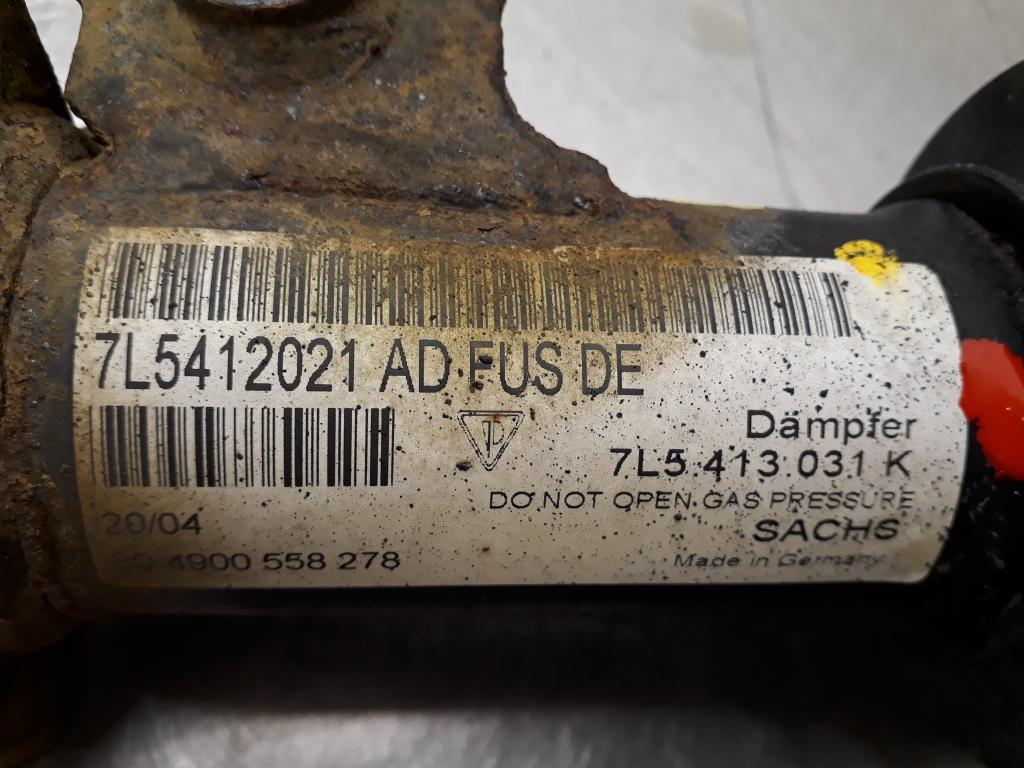 7L5412021 AD FUS DE
Dämpfer
7L5 413 031 K
DO NOT OPEN GAS PRESSURE
20/04
SACHS
4900 558 278
Made in Germany